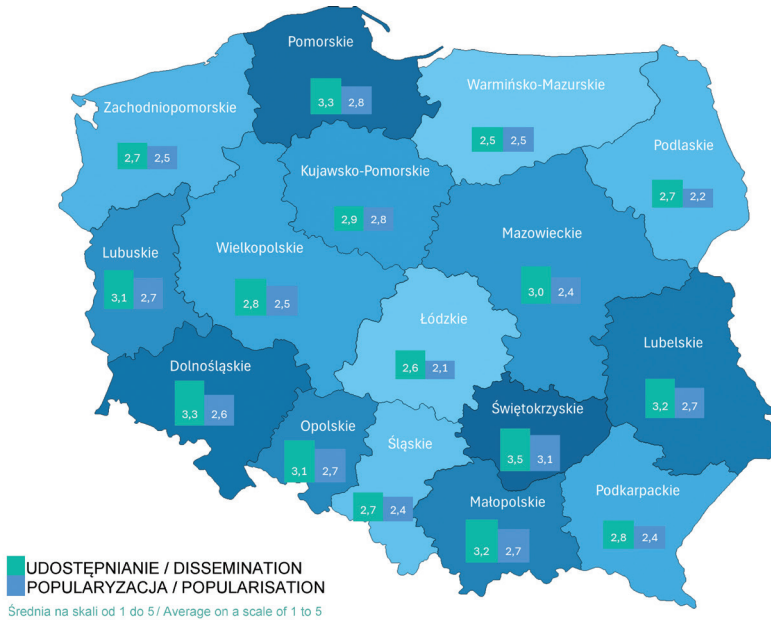 Pomorskie
3,3 2,8
Warmińsko-Mazurskie
2,5 2,5
Zachodniopomorskie
2,7 2,5
Podlaskie
2,7 2,2
Kujawsko-Pomorskie
2,9 2,8
Mazowieckie
3,0 2,4
Lubuskie
3,1 2,7
Wielkopolskie
2,8 2,5
Łódzkie
2,6 2,1
Lubelskie
3,2 2,7
Dolnośląskie
3,3 2,6
Świętokrzyskie
3,5 3,1
Opolskie
3,1 2,7
Śląskie
2,7 2,4
Małopolskie
3,2 2,7
Podkarpackie
2,8 2,4
UDOSTĘPNIANIE / DISSEMINATION
POPULARYZACJA / POPULARISATION
Średnia na skali od 1 do 5 / Average on a scale of 1 to 5